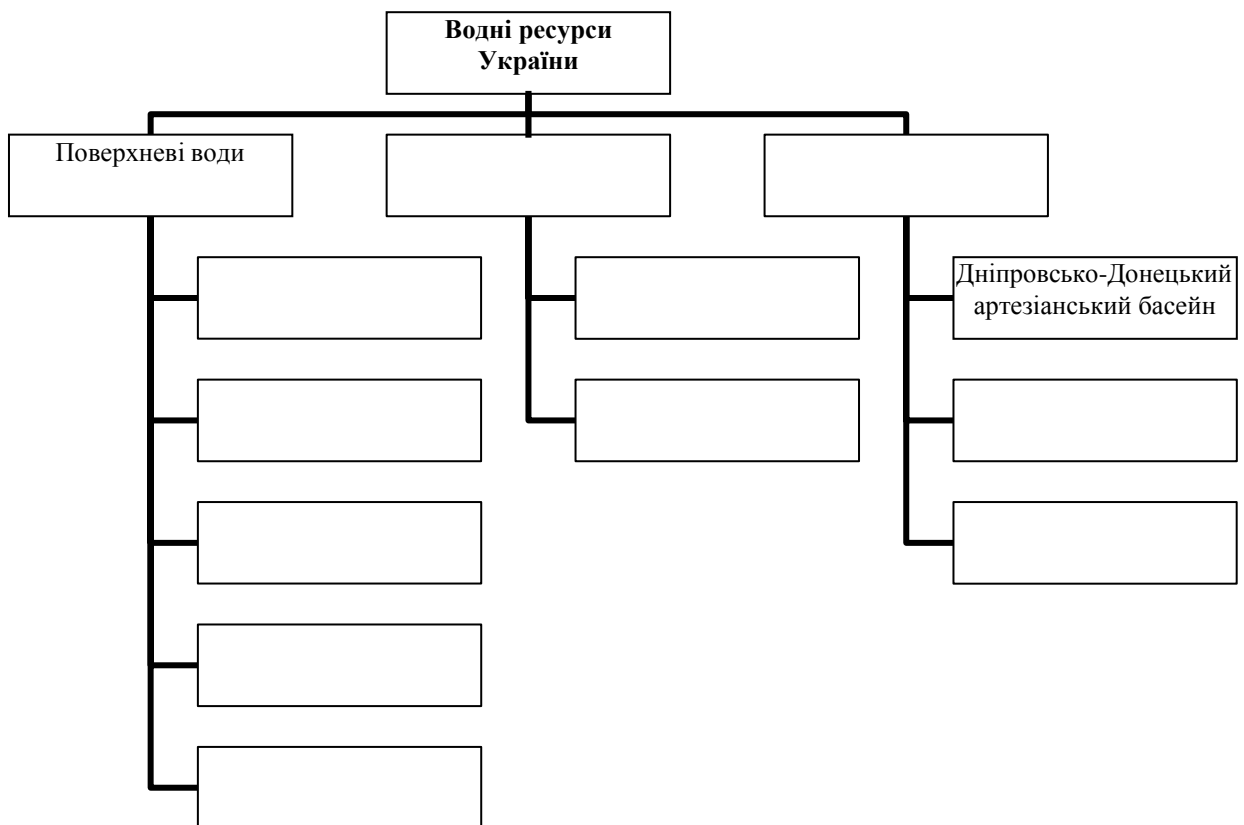 Водні ресурси
України
Поверхневі води
Дніпровсько-Донецький
артезіанський басейн